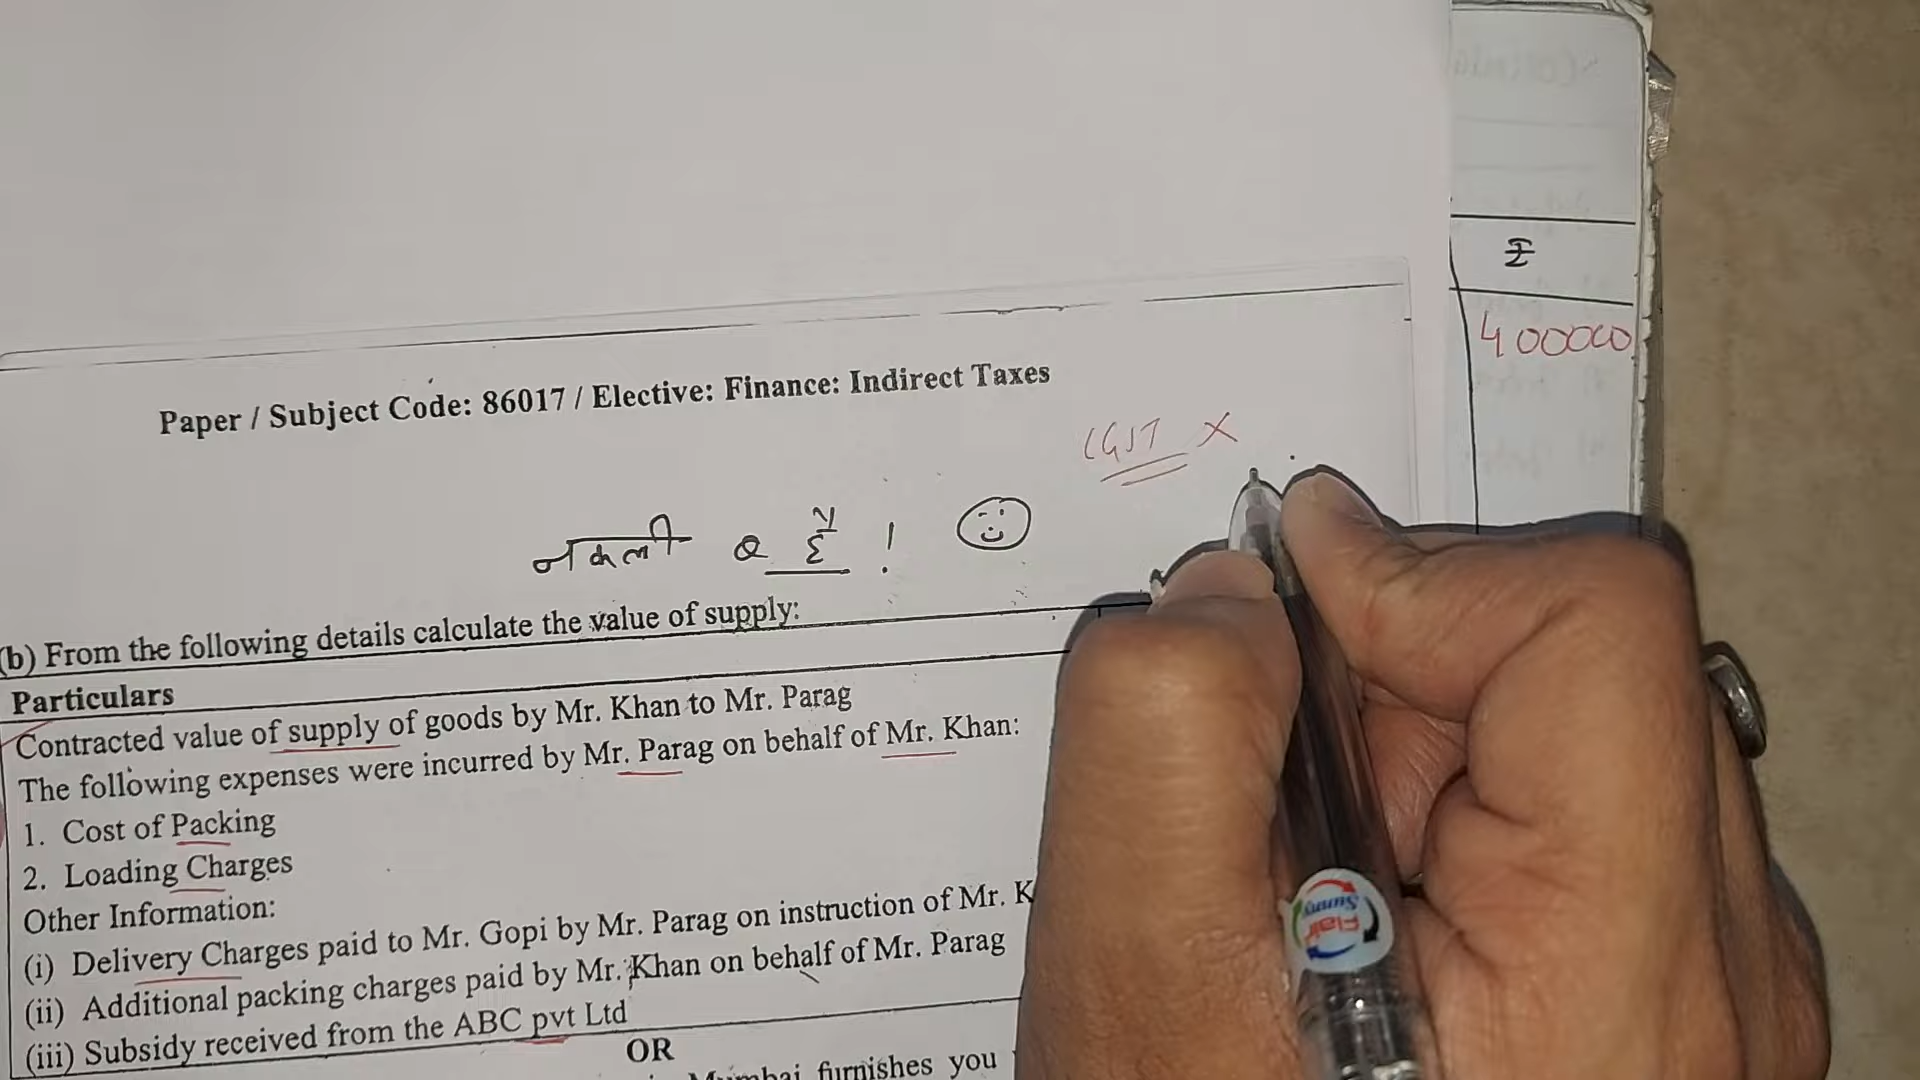 ₹
400000
Paper / Subject Code: 86017 / Elective: Finance: Indirect Taxes
CGST X
!
(b) From the following details calculate the value of supply:
Particulars
Contracted value of supply of goods by Mr. Khan to Mr. Parag
The following expenses were incurred by Mr. Parag on behalf of Mr. Khan:
1. Cost of Packing
2. Loading Charges
Other Information:
(i) Delivery Charges paid to Mr. Gopi by Mr. Parag on instruction of Mr. K
(ii) Additional packing charges paid by Mr. Khan on behalf of Mr. Parag
(iii) Subsidy received from the ABC pvt Ltd
OR
Mumbai furnishes you
Flair